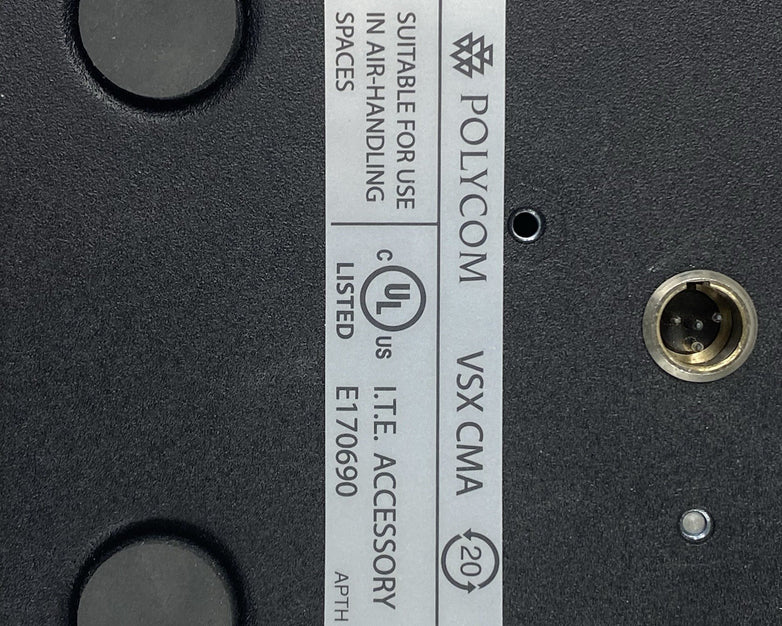 POLYCOM VSX CMA 20
SUITABLE FOR USE
IN AIR-HANDLING
SPACES
C UL US
LISTED
I.T.E. ACCESSORY
E170690
APTH